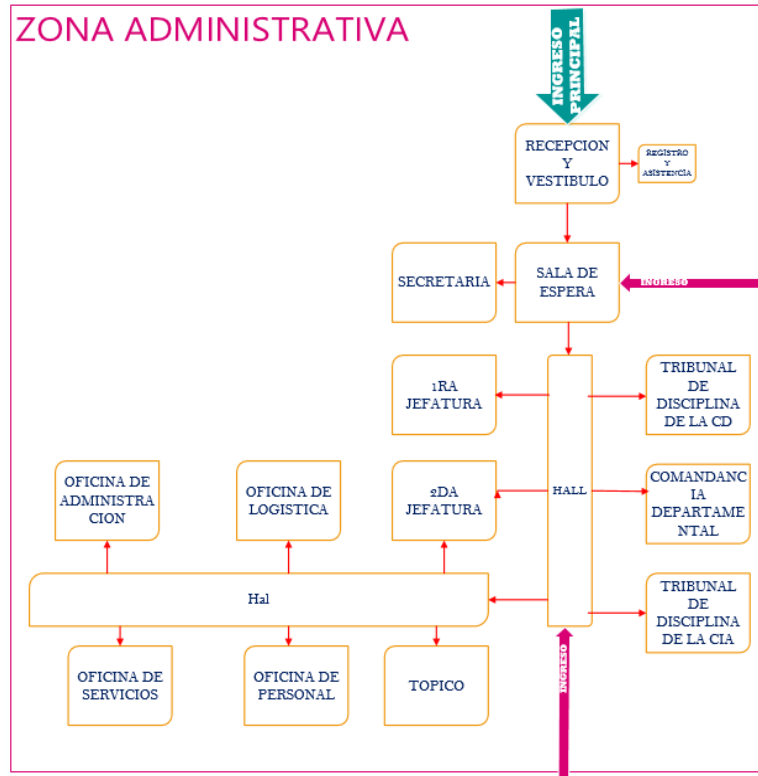 ZONA ADMINISTRATIVA
INGRESO
PRINCIPAL
RECEPCION
Y
VESTIBULO
REGISTRO
Y
ASISTENCIA
SECRETARIA
SALA DE
ESPERA
INGRESO
1RA
JEFATURA
TRIBUNAL
DE
DISCIPLINA
DE LA CD
OFICINA DE
ADMINISTRA
CION
OFICINA DE
LOGISTICA
2DA
JEFATURA
HALL
COMANDANC
IA
DEPARTAME
NTAL
Hal
TRIBUNAL
DE
DISCIPLINA
DE LA CIA
OFICINA DE
SERVICIOS
OFICINA DE
PERSONAL
TOPICO
INGRESO